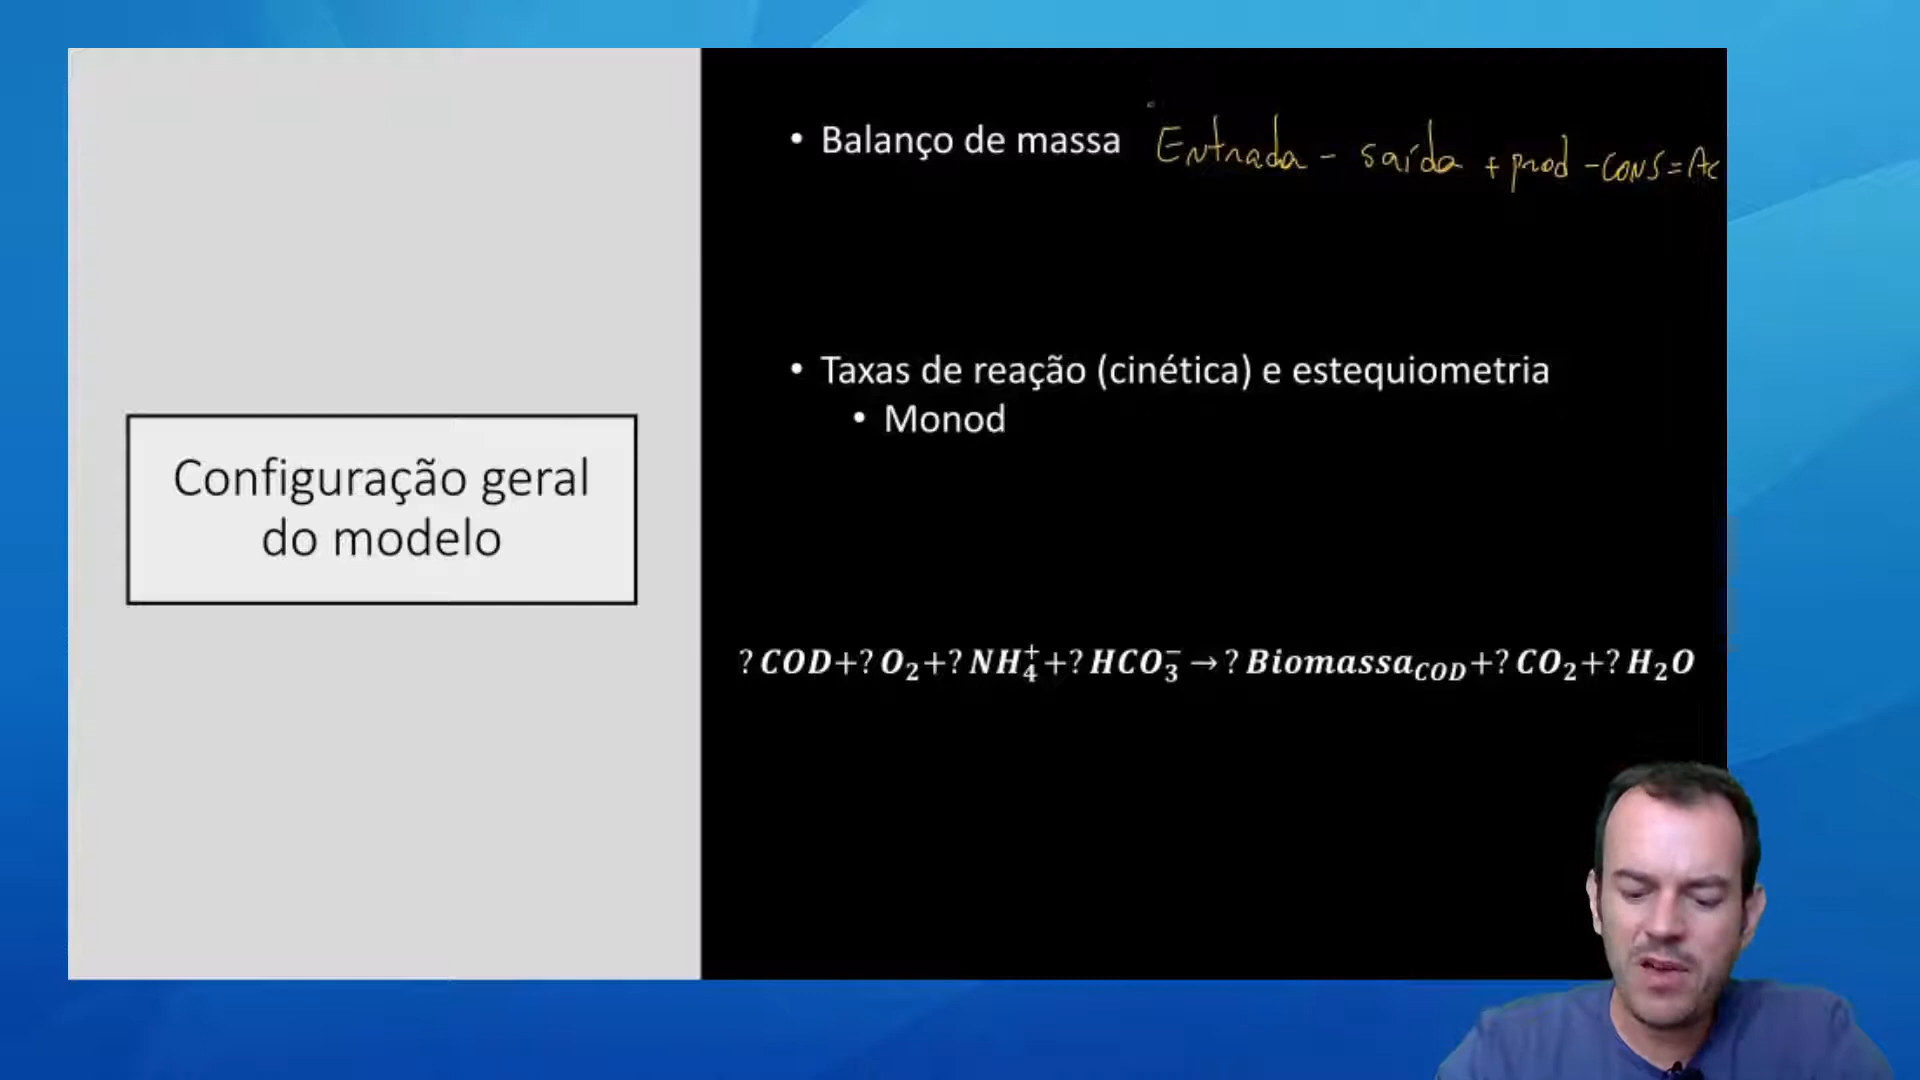 Configuração geral
do modelo
• Balanço de massa Entrada - saída + prod - cons = Ac
• Taxas de reação (cinética) e estequiometria
• Monod
? COD+? O₂+? NH₄⁺+? HCO₃⁻→? Biomassa_COD+? CO₂+? H₂O